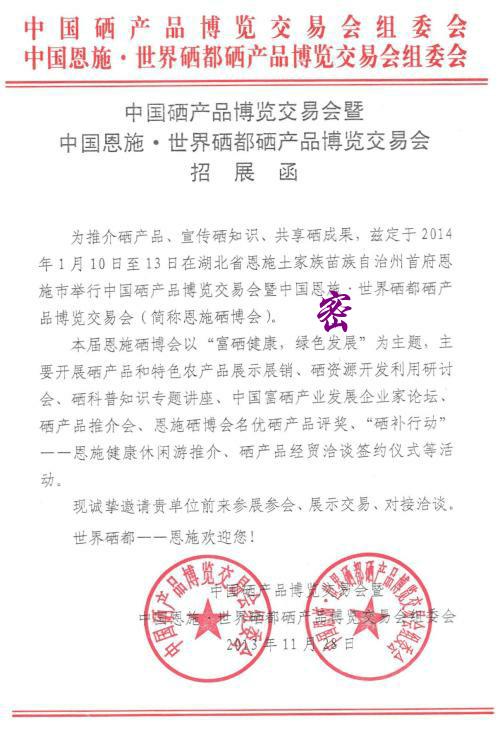 中国硒产品博览交易会组委会
中国恩施·世界硒都硒产品博览交易会组委会
中国硒产品博览交易会暨
中国恩施·世界硒都硒产品博览交易会
招展函
为推介硒产品、宣传硒知识、共享硒成果，兹定于2014
年1月10日至13日在湖北省恩施土家族苗族自治州首府恩
施市举行中国硒产品博览交易会暨中国恩施·世界硒都硒产
品博览交易会（简称恩施硒博会）。
密
本届恩施硒博会以“富硒健康，绿色发展”为主题，主
要开展硒产品和特色农产品展示展销、硒资源开发利用研讨
会、硒科普知识专题讲座、中国富硒产业发展企业家论坛、
硒产品推介会、恩施硒博会名优硒产品评奖、“硒补行动”
——恩施健康休闲游推介、硒产品经贸洽谈签约仪式等活
动。
现诚挚邀请贵单位前来参展参会、展示交易、对接洽谈。
世界硒都——恩施欢迎您！
中国硒产品博览交易会暨
中国恩施·世界硒都硒产品博览交易会组委会
2013年11月28日
中国硒产品博览交易会组委会
中国恩施·世界硒都硒产品博览交易会组委会